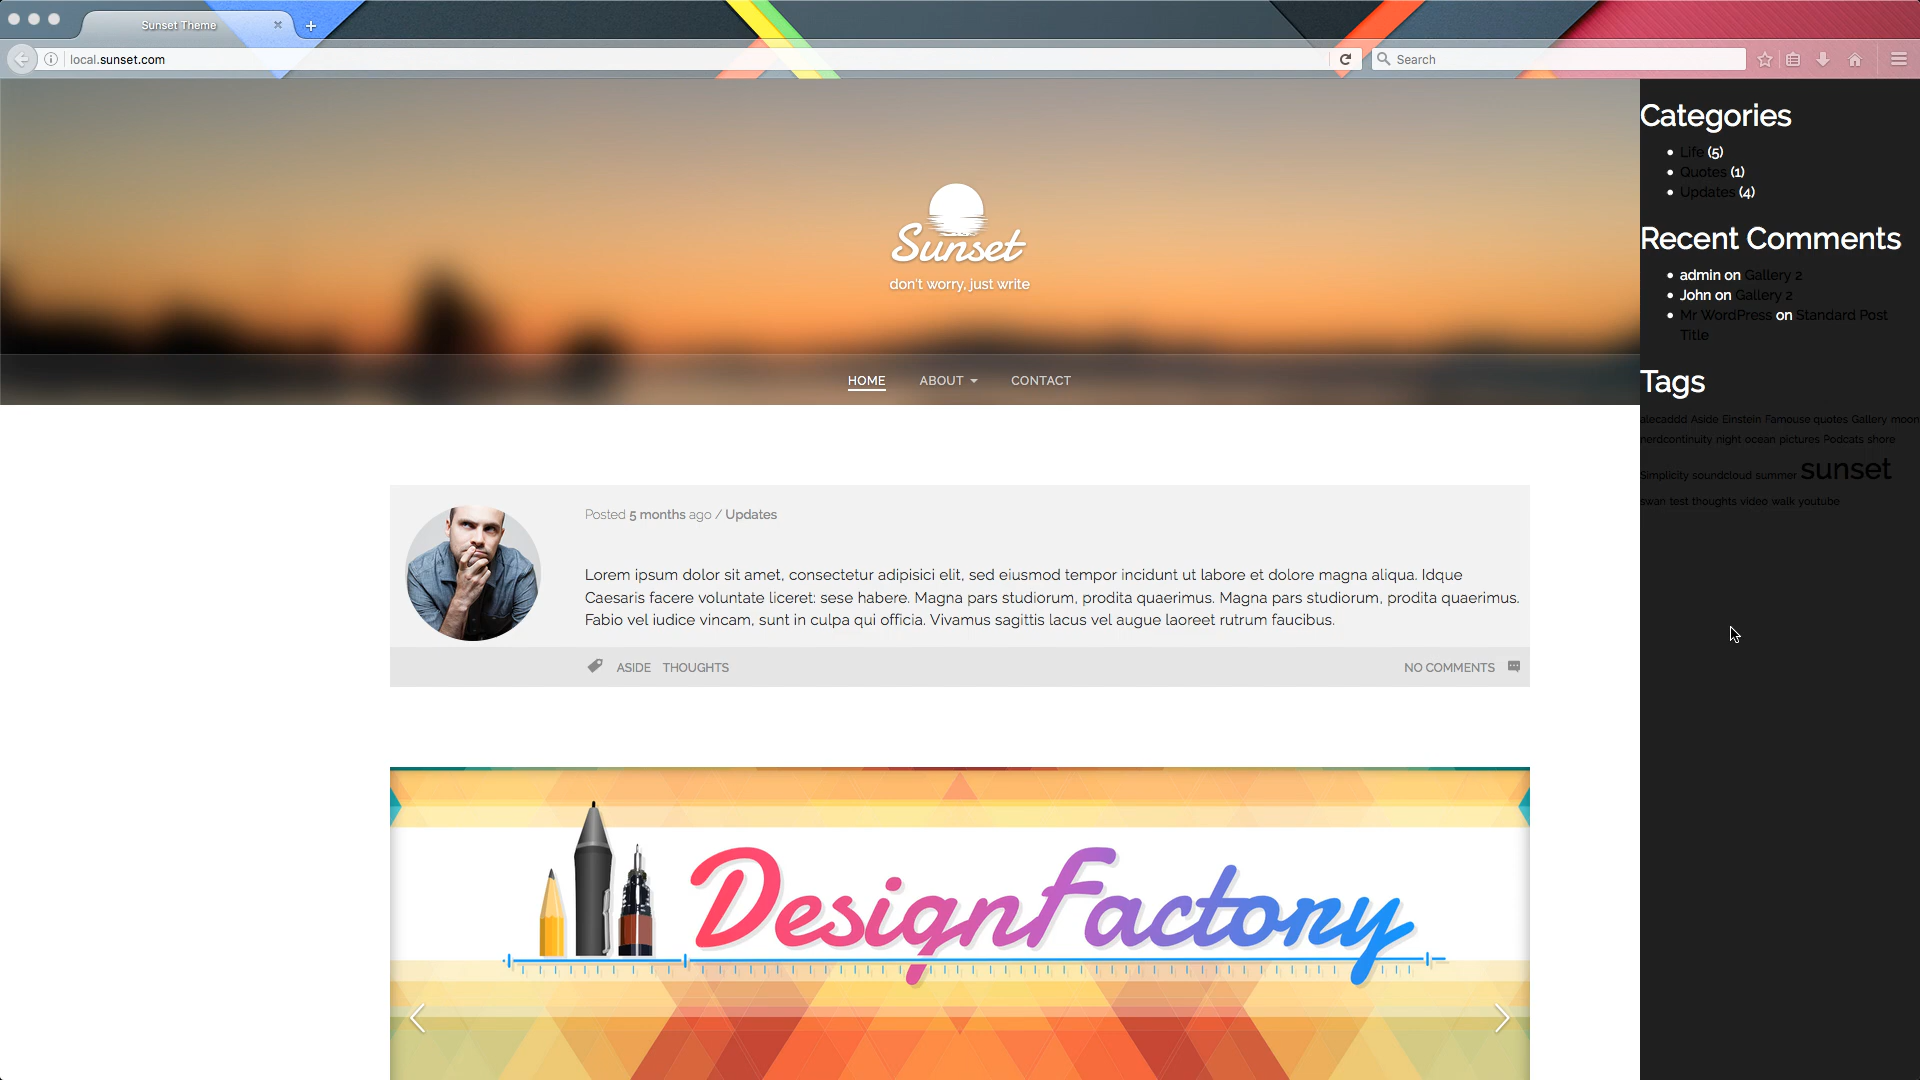 Sunset Theme
local.sunset.com
Search
Sunset
don't worry, just write
HOME ABOUT CONTACT
Posted 5 months ago / Updates
Lorem ipsum dolor sit amet, consectetur adipisici elit, sed eiusmod tempor incidunt ut labore et dolore magna aliqua. Idque
Caesaris facere voluntate liceret: sese habere. Magna pars studiorum, prodita quaerimus. Magna pars studiorum, prodita quaerimus.
Fabio vel iudice vincam, sunt in culpa qui officia. Vivamus sagittis lacus vel augue laoreet rutrum faucibus.
ASIDE THOUGHTS
NO COMMENTS
DesignFactory
Categories
Life (5)
Quotes (1)
Updates (4)
Recent Comments
admin on Gallery 2
John on Gallery 2
Mr WordPress on Standard Post
Title
Tags
alecaddd Aside Einstein Famouse quotes Gallery moon
nerdcontinuity night ocean pictures Podcats shore
Simplicity soundcloud summer sunset
swan test thoughts video walk youtube